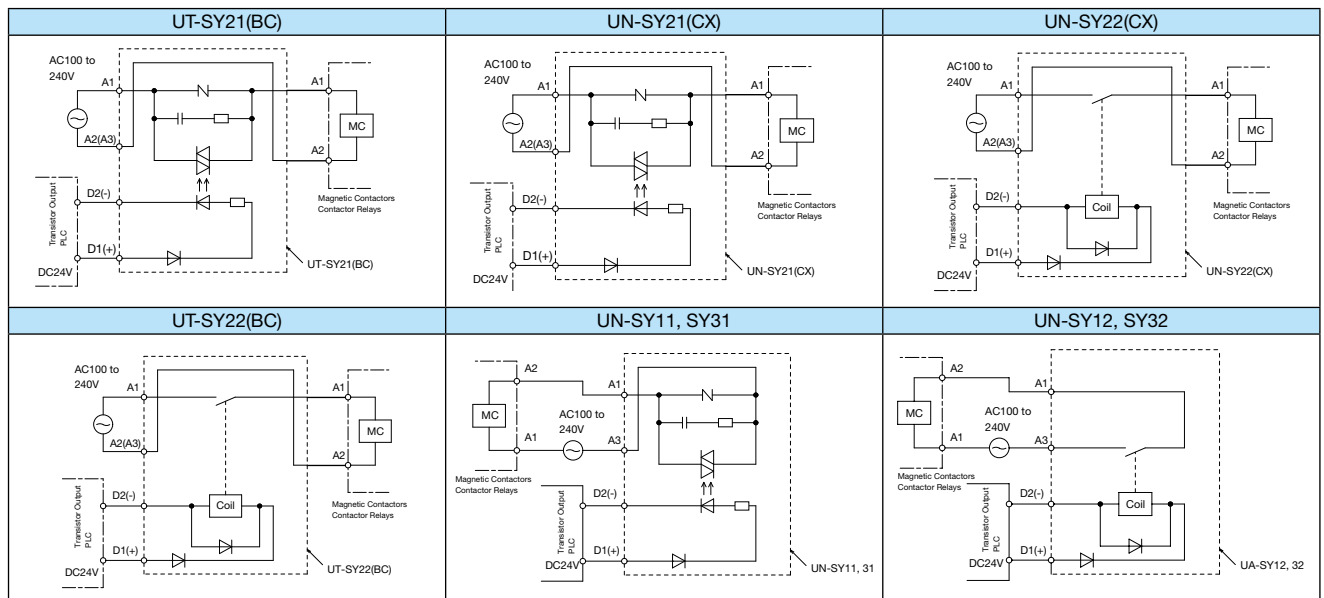 UT-SY21(BC)
AC100 to
240V
A1
A1
MC
A2(A3)
A2
D2(-)
Transistor Output
PLC
Magnetic Contactors
Contactor Relays
D1(+)
DC24V
UT-SY21(BC)
UN-SY21(CX)
AC100 to
240V
A1
A1
MC
A2(A3)
A2
D2(-)
Transistor Output
PLC
Magnetic Contactors
Contactor Relays
D1(+)
DC24V
UN-SY21(CX)
UN-SY22(CX)
AC100 to
240V
A1
A1
MC
A2(A3)
A2
D2(-)
Coil
Transistor Output
PLC
Magnetic Contactors
Contactor Relays
D1(+)
DC24V
UN-SY22(CX)
UT-SY22(BC)
AC100 to
240V
A1
A1
MC
A2(A3)
A2
D2(-)
Coil
Transistor Output
PLC
Magnetic Contactors
Contactor Relays
D1(+)
DC24V
UT-SY22(BC)
UN-SY11, SY31
A2
A1
MC
AC100 to
240V
A1
A3
Magnetic Contactors
Contactor Relays
D2(-)
Transistor Output
PLC
D1(+)
DC24V
UN-SY11, 31
UN-SY12, SY32
A2
A1
MC
AC100 to
240V
A1
A3
Magnetic Contactors
Contactor Relays
D2(-)
Coil
Transistor Output
PLC
D1(+)
DC24V
UA-SY12, 32